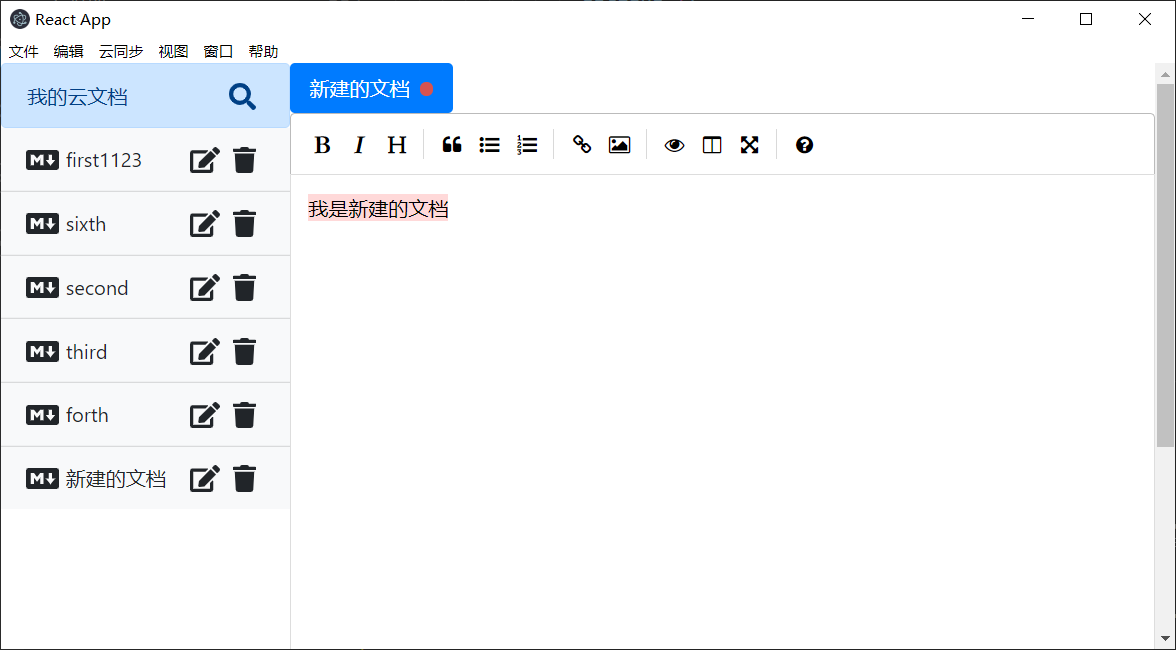 React App
文件 编辑 云同步 视图 窗口 帮助
我的云文档
新建的文档
B I H
first1123
sixth
second
third
forth
新建的文档
我是新建的文档